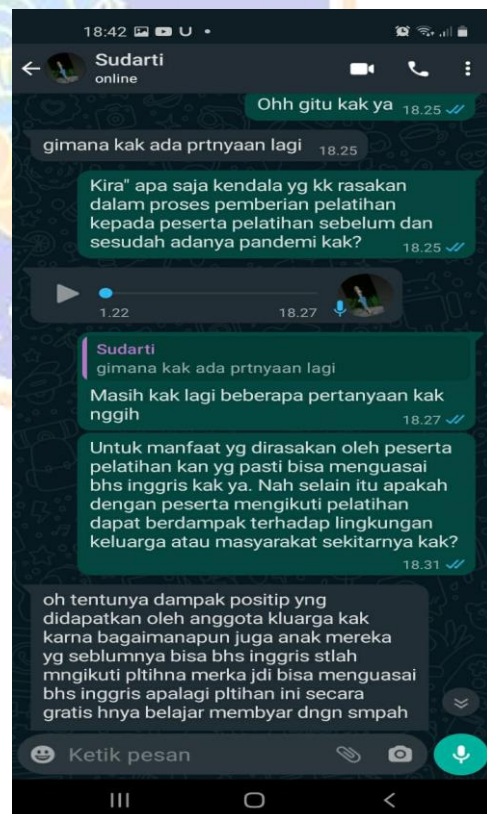 18:42
Sudarti
online
Ohh gitu kak ya 18.25
gimana kak ada prtnyaan lagi 18.25
Kira" apa saja kendala yg kk rasakan
dalam proses pemberian pelatihan
kepada peserta pelatihan sebelum dan
sesudah adanya pandemi kak? 18.25
1.22 18.27
Sudarti
gimana kak ada prtnyaan lagi
Masih kak lagi beberapa pertanyaan kak
nggih 18.27
Untuk manfaat yg dirasakan oleh peserta
pelatihan kan yg pasti bisa menguasai
bhs inggris kak ya. Nah selain itu apakah
dengan peserta mengikuti pelatihan
dapat berdampak terhadap lingkungan
keluarga atau masyarakat sekitarnya kak?
18.31
oh tentunya dampak positip yng
didapatkan oleh anggota kluarga kak
karna bagaimanapun juga anak mereka
yg seblumnya bisa bhs inggris stlah
mngikuti pltihna merka jdi bisa menguasai
bhs inggris apalagi pltihan ini secara
gratis hnya belajar membyar dngn smpah
Ketik pesan